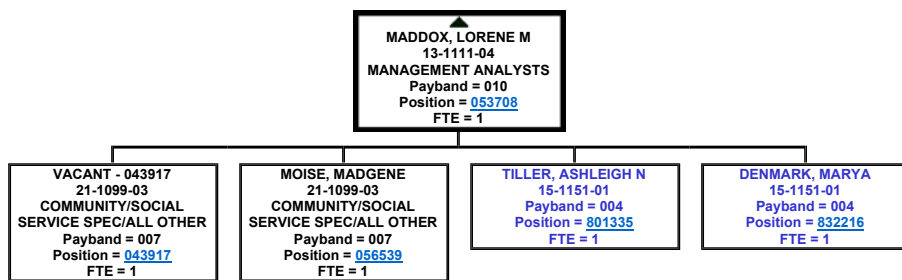 MADDOX, LORENE M
13-1111-04
MANAGEMENT ANALYSTS
Payband = 010
Position = 053708
FTE = 1
VACANT - 043917
21-1099-03
COMMUNITY/SOCIAL
SERVICE SPEC/ALL OTHER
Payband = 007
Position = 043917
FTE = 1
MOISE, MADGENE
21-1099-03
COMMUNITY/SOCIAL
SERVICE SPEC/ALL OTHER
Payband = 007
Position = 056539
FTE = 1
TILLER, ASHLEIGH N
15-1151-01
Payband = 004
Position = 801335
FTE = 1
DENMARK, MARYA
15-1151-01
Payband = 004
Position = 832216
FTE = 1